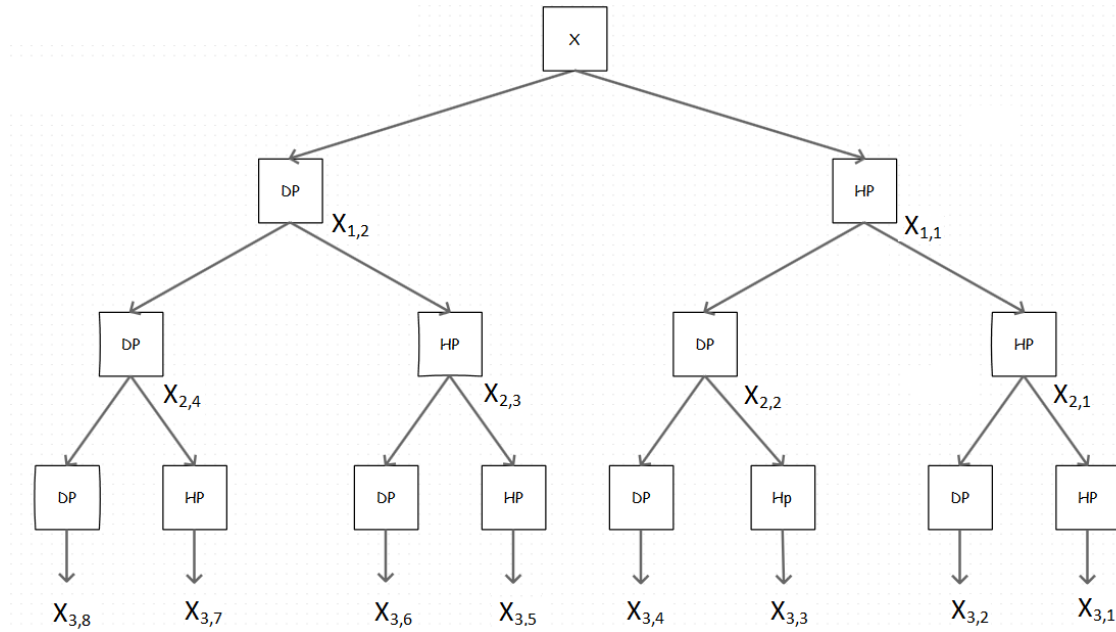 X
DP HP
X1,2 X1,1
DP HP DP HP
X2,4 X2,3 X2,2 X2,1
DP HP DP HP DP Hp DP HP
X3,8 X3,7 X3,6 X3,5 X3,4 X3,3 X3,2 X3,1